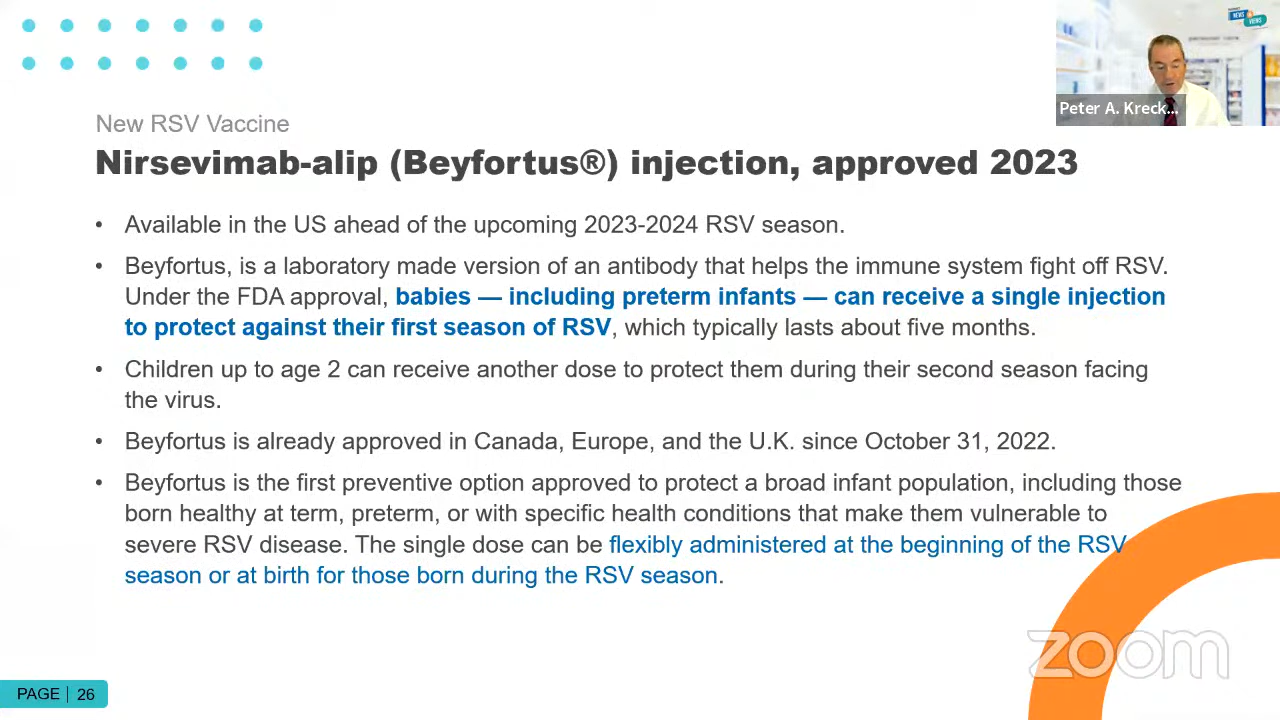 NEWS
VIEWS
Peter A. Kreck...
New RSV Vaccine
Nirsevimab-alip (Beyfortus®) injection, approved 2023
• Available in the US ahead of the upcoming 2023-2024 RSV season.
• Beyfortus, is a laboratory made version of an antibody that helps the immune system fight off RSV.
Under the FDA approval, babies — including preterm infants — can receive a single injection
to protect against their first season of RSV, which typically lasts about five months.
• Children up to age 2 can receive another dose to protect them during their second season facing
the virus.
• Beyfortus is already approved in Canada, Europe, and the U.K. since October 31, 2022.
• Beyfortus is the first preventive option approved to protect a broad infant population, including those
born healthy at term, preterm, or with specific health conditions that make them vulnerable to
severe RSV disease. The single dose can be flexibly administered at the beginning of the RSV
season or at birth for those born during the RSV season.
zoom
PAGE | 26